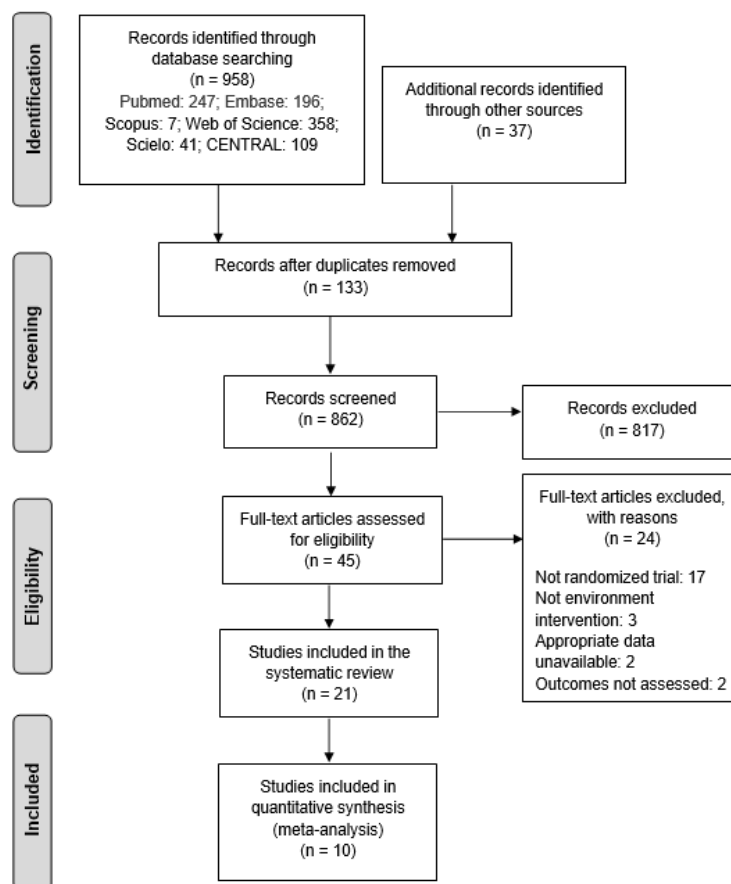 Identification
Records identified through
database searching
(n = 958)
Pubmed: 247; Embase: 196;
Scopus: 7; Web of Science: 358;
Scielo: 41; CENTRAL: 109
Additional records identified
through other sources
(n = 37)
Screening
Records after duplicates removed
(n = 133)
Records screened
(n = 862)
Records excluded
(n = 817)
Eligibility
Full-text articles assessed
for eligibility
(n = 45)
Full-text articles excluded,
with reasons
(n = 24)
Not randomized trial: 17
Not environment
intervention: 3
Appropriate data
unavailable: 2
Outcomes not assessed: 2
Studies included in the
systematic review
(n = 21)
Included
Studies included in
quantitative synthesis
(meta-analysis)
(n = 10)